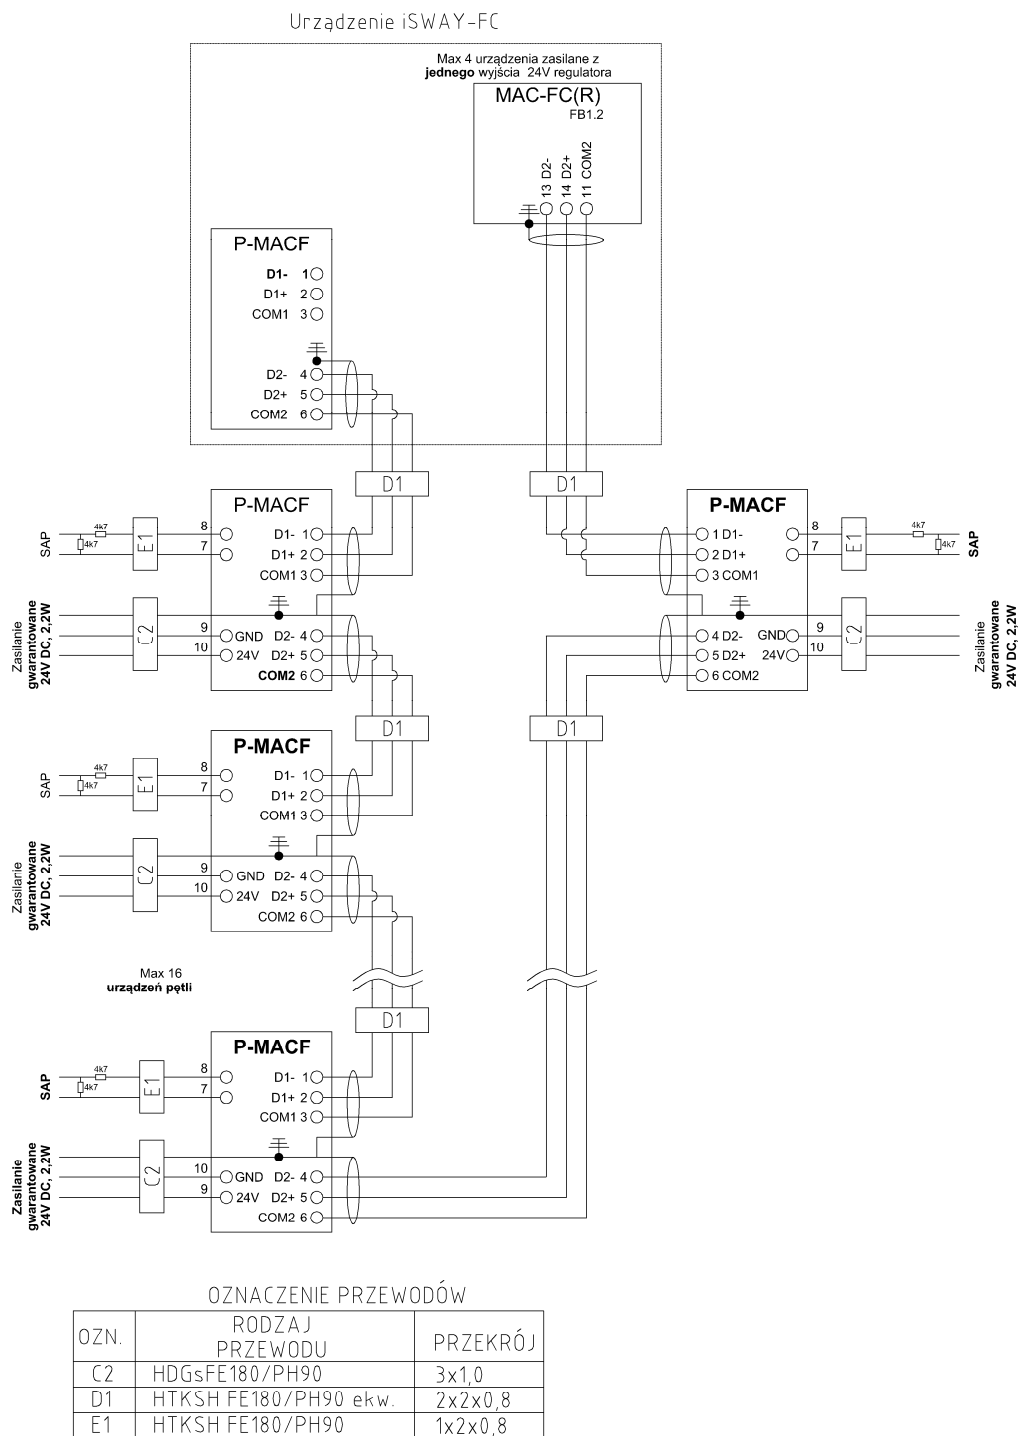 Urządzenie iSWAY-FC
Max 4 urządzenia zasilane z
jednego wyjścia 24V regulatora
MAC-FC(R)
FB1.2
13 D2-
14 D2+
11 COM2
P-MACF
D1- 1
D1+ 2
COM1 3
D2- 4
D2+ 5
COM2 6
D1
D1
P-MACF
SAP
4k7
4k7
E1
8
7
D1- 1
D1+ 2
COM1 3
Zasilanie
gwarantowane
24V DC, 2,2W
C2
9
10
GND D2- 4
24V D2+ 5
COM2 6
P-MACF
1 D1-
2 D1+
3 COM1
8
7
E1
4k7
4k7
SAP
4 D2- GND
5 D2+ 24V
6 COM2
9
10
C2
Zasilanie
gwarantowane
24V DC, 2,2W
D1
D1
P-MACF
SAP
4k7
4k7
E1
8
7
D1- 1
D1+ 2
COM1 3
Zasilanie
gwarantowane
24V DC, 2,2W
C2
9
10
GND D2- 4
24V D2+ 5
COM2 6
Max 16
urządzeń pętli
D1
P-MACF
SAP
4k7
4k7
E1
8
7
D1- 1
D1+ 2
COM1 3
Zasilanie
gwarantowane
24V DC, 2,2W
C2
10
9
GND D2- 4
24V D2+ 5
COM2 6
OZNACZENIE PRZEWODÓW
OZN. RODZAJ PRZEWODU PRZEKRÓJ
C2 HDGsFE180/PH90 3x1,0
D1 HTKSH FE180/PH90 ekw. 2x2x0,8
E1 HTKSH FE180/PH90 1x2x0,8